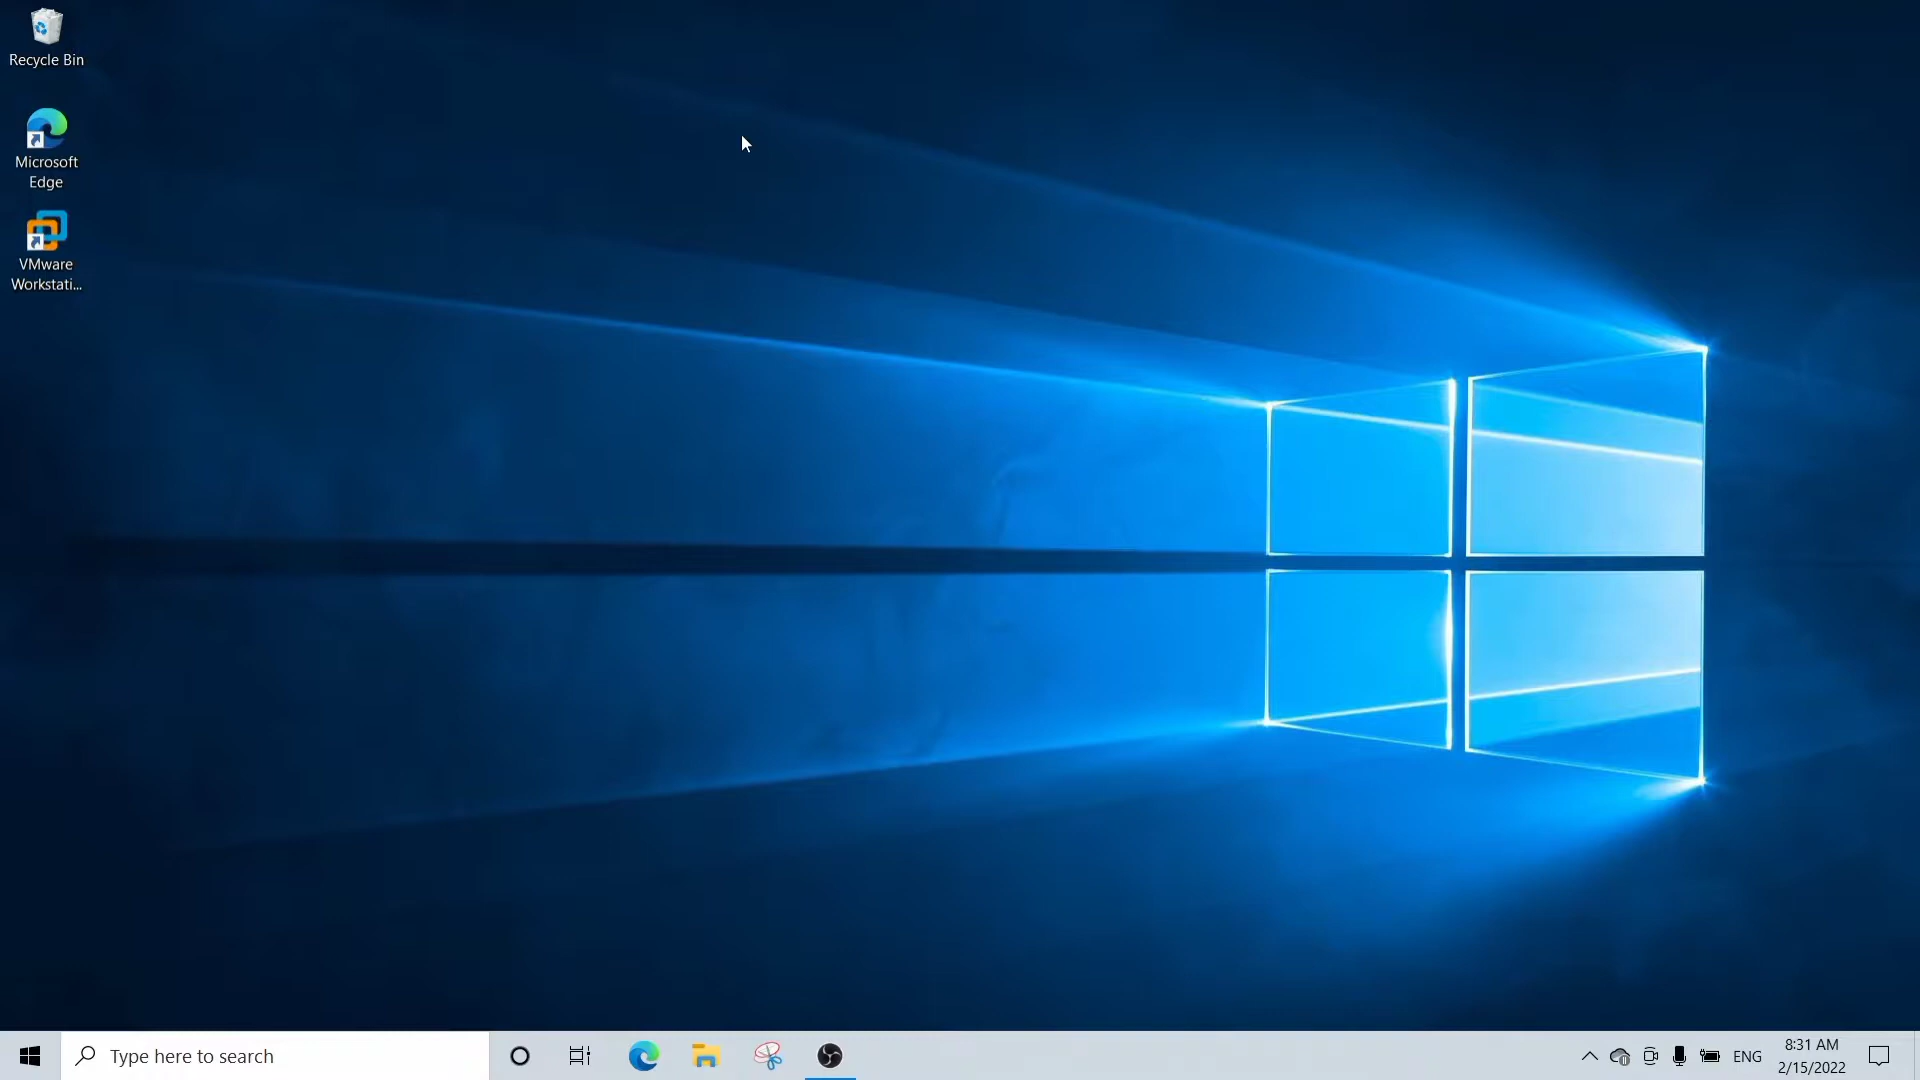 Recycle Bin
Microsoft
Edge
VMware
Workstati...
Type here to search
ENG
8:31 AM
2/15/2022